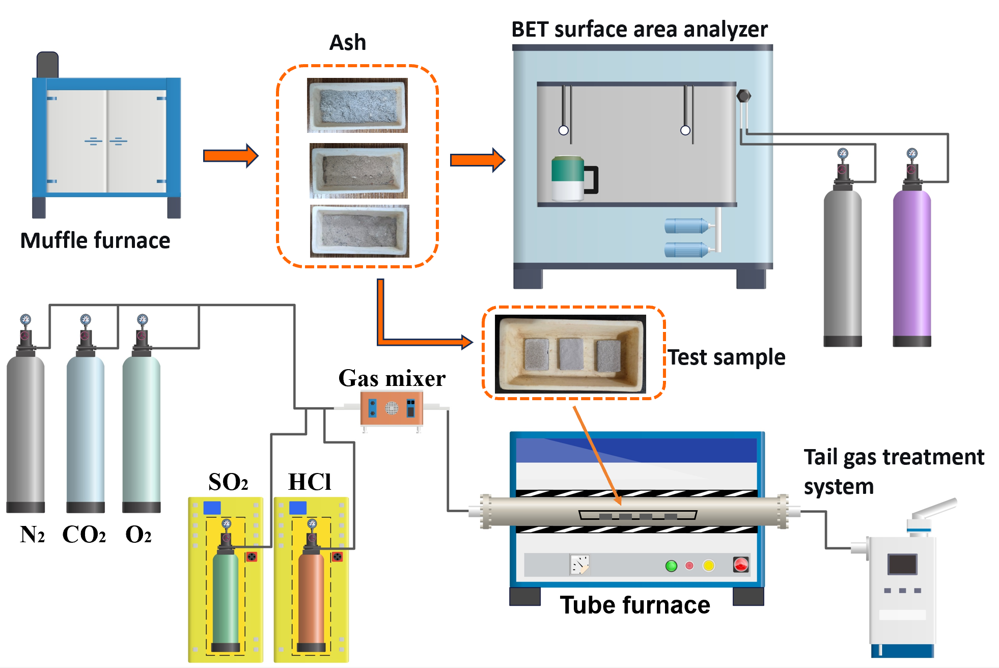 BET surface area analyzer
Ash
Muffle furnace
Test sample
Gas mixer
Tail gas treatment
system
SO₂
HCl
N₂
CO₂
O₂
Tube furnace